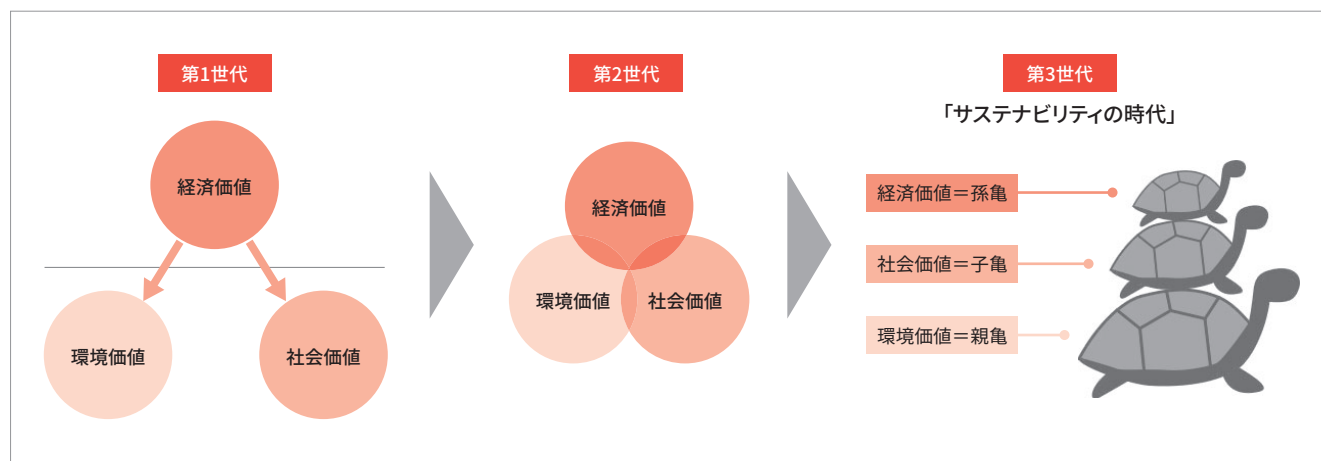 第1世代
経済価値
環境価値
社会価値
第2世代
経済価値
環境価値
社会価値
第3世代
「サステナビリティの時代」
経済価値=孫亀
社会価値=子亀
環境価値=親亀